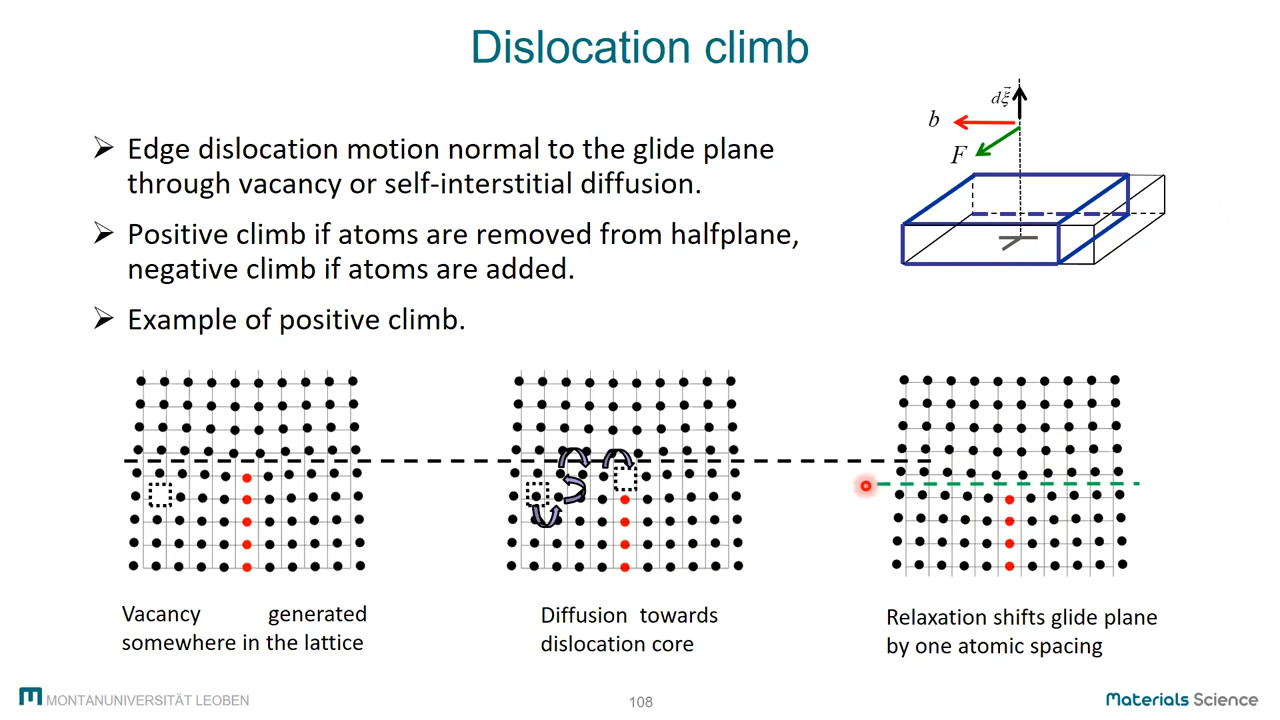 Dislocation climb
Edge dislocation motion normal to the glide plane
through vacancy or self-interstitial diffusion.
Positive climb if atoms are removed from halfplane,
negative climb if atoms are added.
Example of positive climb.
dξ⃗
b
F
Vacancy generated
somewhere in the lattice
Diffusion towards
dislocation core
Relaxation shifts glide plane
by one atomic spacing
MONTANUNIVERSITÄT LEOBEN
108
Materials Science